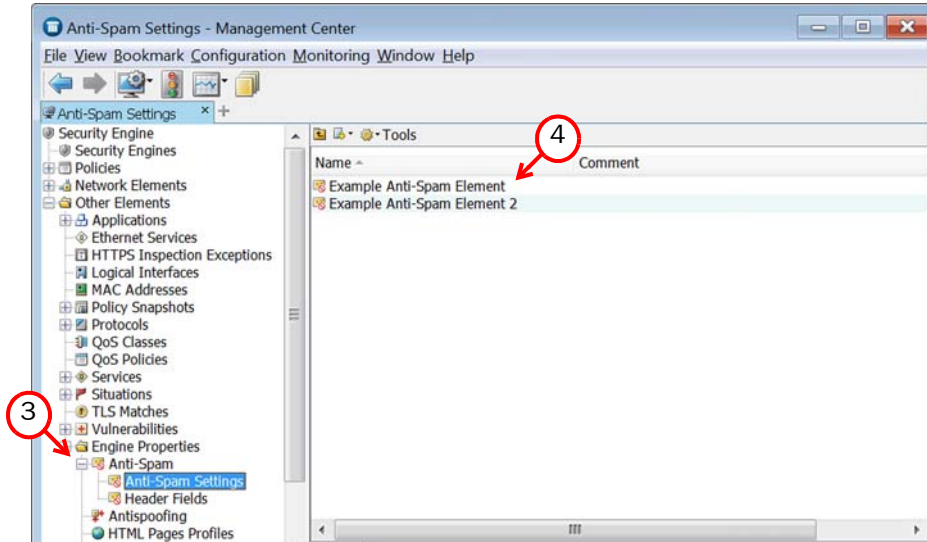 Anti-Spam Settings - Management Center
File View Bookmark Configuration Monitoring Window Help
Anti-Spam Settings
Security Engine
Security Engines
Policies
Network Elements
Other Elements
Applications
Ethernet Services
HTTPS Inspection Exceptions
Logical Interfaces
MAC Addresses
Policy Snapshots
Protocols
QoS Classes
QoS Policies
Services
Situations
TLS Matches
Vulnerabilities
Engine Properties
Anti-Spam
Anti-Spam Settings
Header Fields
Antispoofing
HTML Pages Profiles
3
Tools
4
Name Comment
Example Anti-Spam Element
Example Anti-Spam Element 2